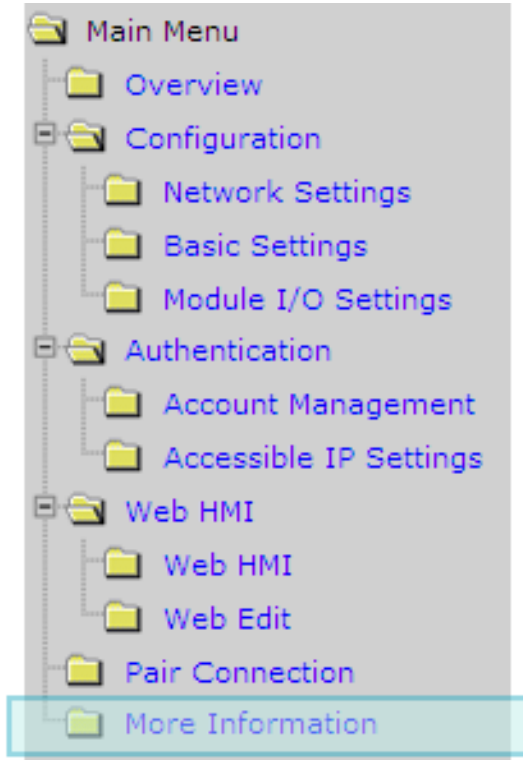 Main Menu
Overview
Configuration
Network Settings
Basic Settings
Module I/O Settings
Authentication
Account Management
Accessible IP Settings
Web HMI
Web HMI
Web Edit
Pair Connection
More Information